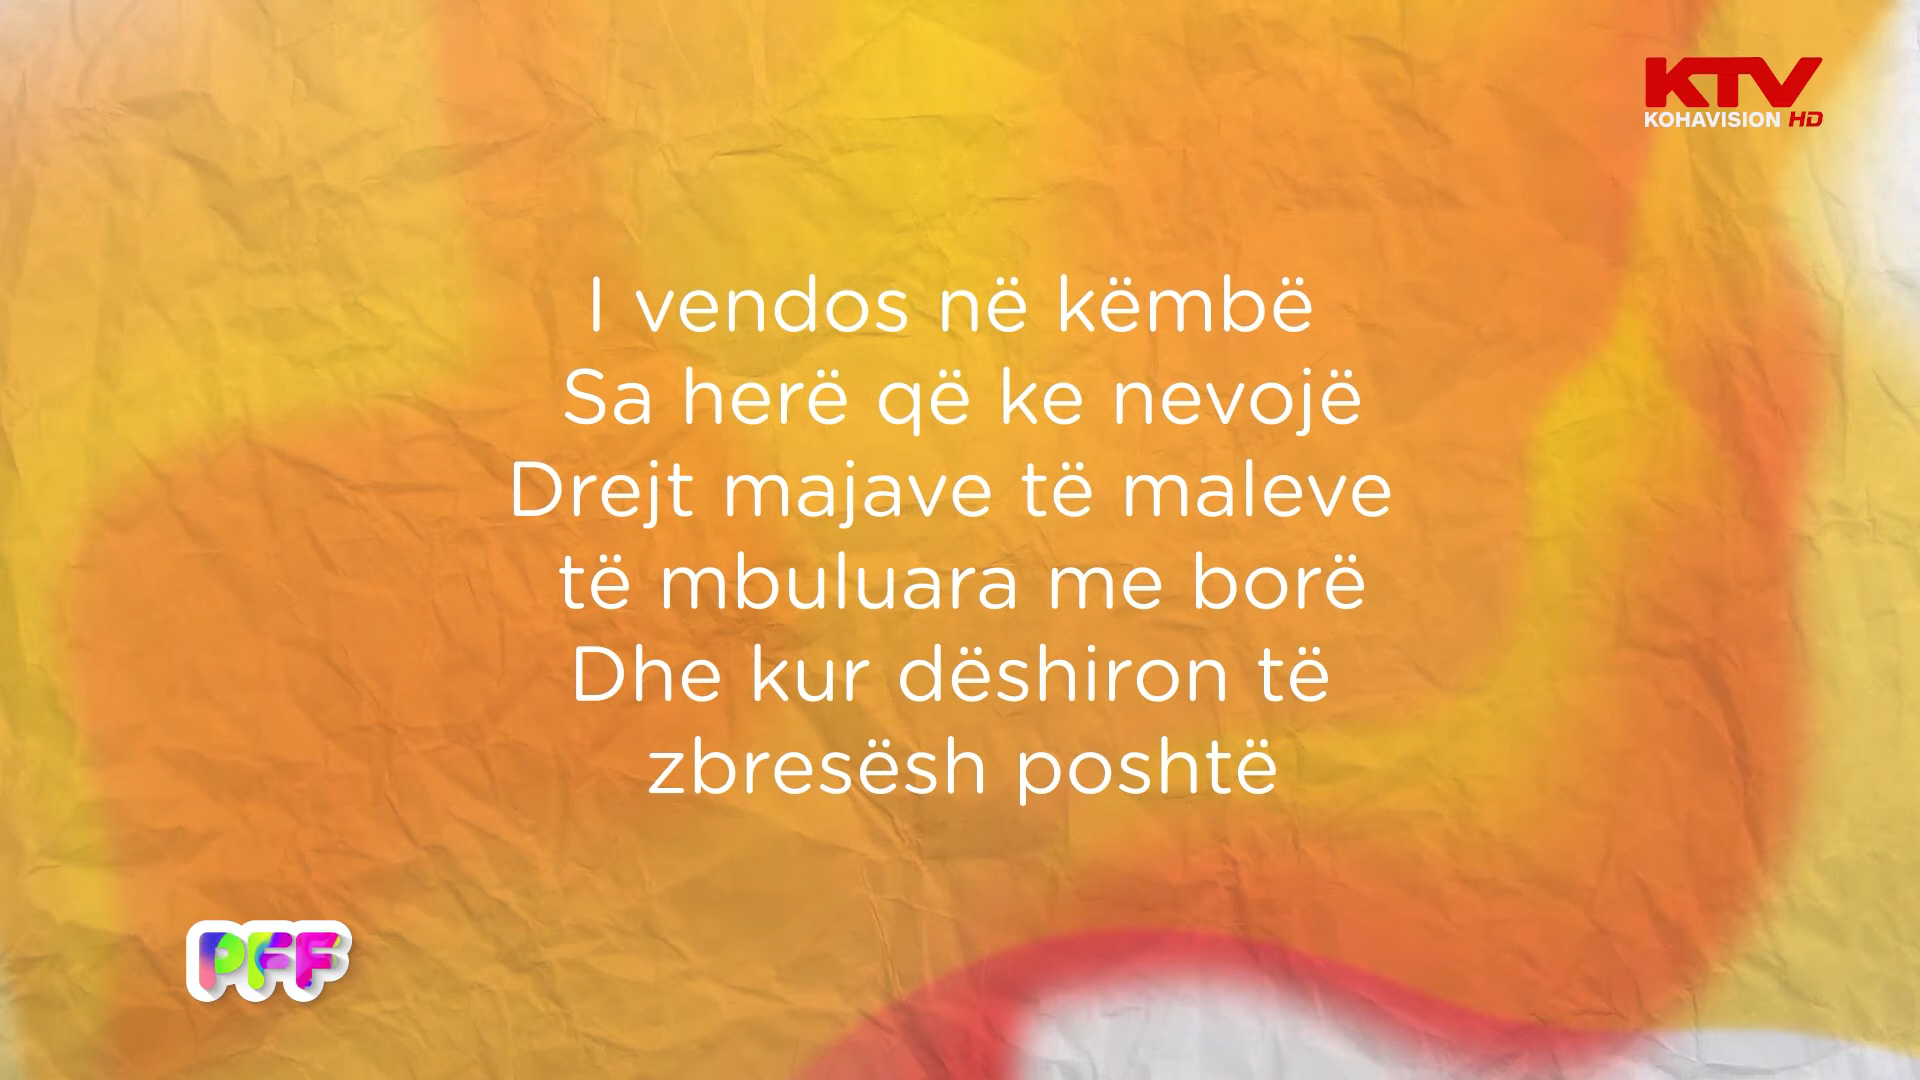 KTV
KOHAVISION HD
I vendos në këmbë
Sa herë që ke nevojë
Drejt majave të maleve
të mbuluara me borë
Dhe kur dëshiron të
zbresësh poshtë
PFF